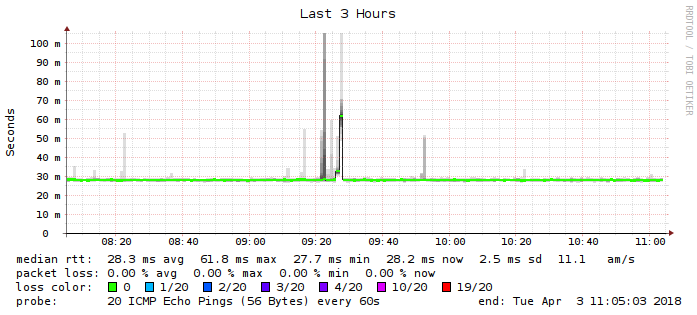 Last 3 Hours
RRDTOOL / TOBI OETIKER
Seconds
100 m
90 m
80 m
70 m
60 m
50 m
40 m
30 m
20 m
10 m
0
08:20 08:40 09:00 09:20 09:40 10:00 10:20 10:40 11:00
median rtt: 28.3 ms avg 61.8 ms max 27.7 ms min 28.2 ms now 2.5 ms sd 11.1 am/s
packet loss: 0.00 % avg 0.00 % max 0.00 % min 0.00 % now
loss color: 0 1/20 2/20 3/20 4/20 10/20 19/20
probe: 20 ICMP Echo Pings (56 Bytes) every 60s end: Tue Apr 3 11:05:03 2018